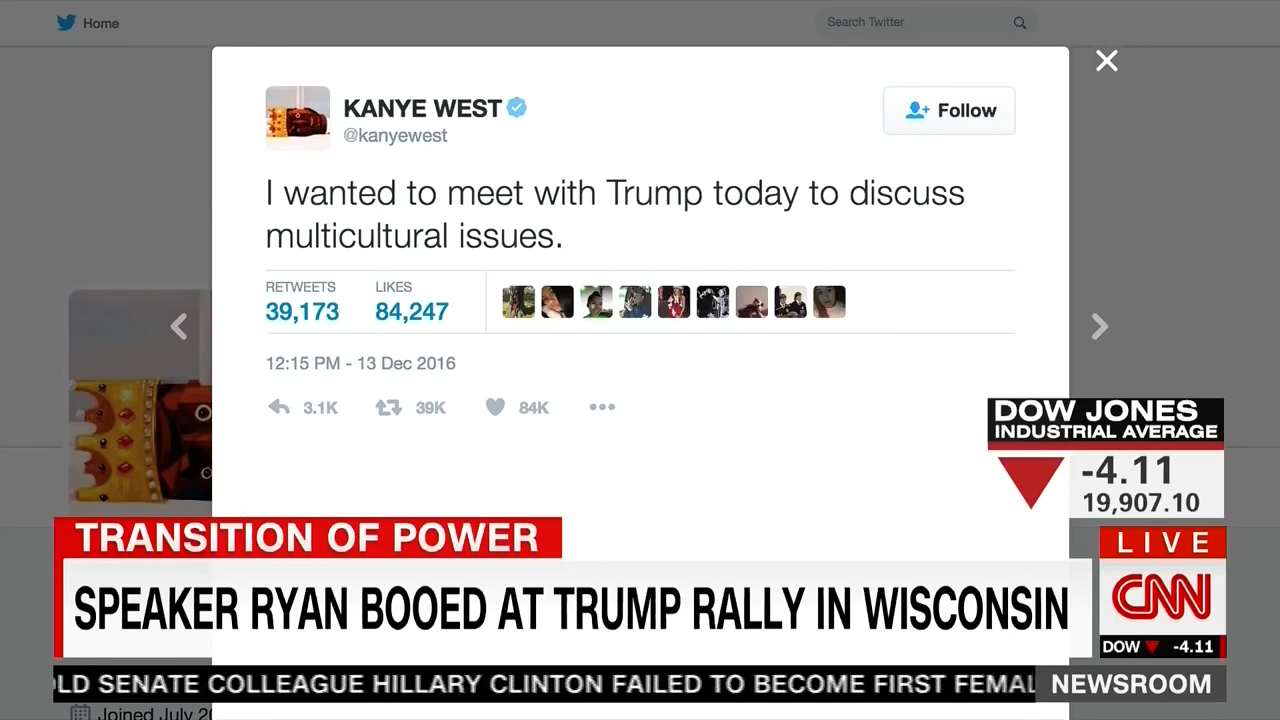 Home
Search Twitter
KANYE WEST
@kanyewest
Follow
I wanted to meet with Trump today to discuss
multicultural issues.
RETWEETS LIKES
39,173 84,247
12:15 PM - 13 Dec 2016
3.1K 39K 84K
DOW JONES
INDUSTRIAL AVERAGE
-4.11
19,907.10
TRANSITION OF POWER
LIVE
SPEAKER RYAN BOOED AT TRUMP RALLY IN WISCONSIN
CNN
DOW -4.11
LD SENATE COLLEAGUE HILLARY CLINTON FAILED TO BECOME FIRST FEMAL
NEWSROOM
Joined July 20